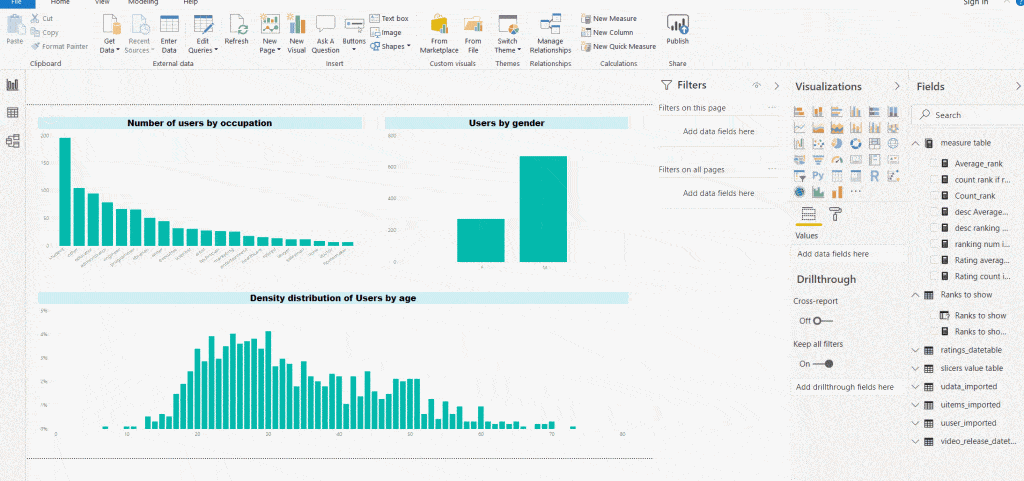 File Home View Modeling Help Sign in
Cut
Copy
Format Painter
Paste
Get Data
Recent Sources
Enter Data
Edit Queries
Refresh
New Page
New Visual
Ask A Question
Buttons
Text box
Image
Shapes
From Marketplace
From File
Switch Theme
Manage Relationships
New Measure
New Column
New Quick Measure
Publish
Clipboard External data Insert Custom visuals Themes Relationships Calculations Share
Number of users by occupation
200
150
100
50
0
Users by gender
800
600
400
200
0
F M
Density distribution of Users by age
5%
4%
3%
2%
1%
0%
0 10 20 30 40 50 60 70 80
Filters
Filters on this page ...
Add data fields here
Filters on all pages ...
Add data fields here
Visualizations
Py
R
...
Values
Add data fields here
Drillthrough
Cross-report
Off
Keep all filters
On
Add drillthrough fields here
Fields
Search
measure table
Average_rank
count rank if r...
Count_rank
desc Average...
desc ranking ...
ranking num i...
Rating averag...
Rating count i...
Ranks to show
Ranks to show
Ranks to sho...
ratings_datetable
slicers value table
udata_imported
uitems_imported
uuser_imported
video_release_datet...